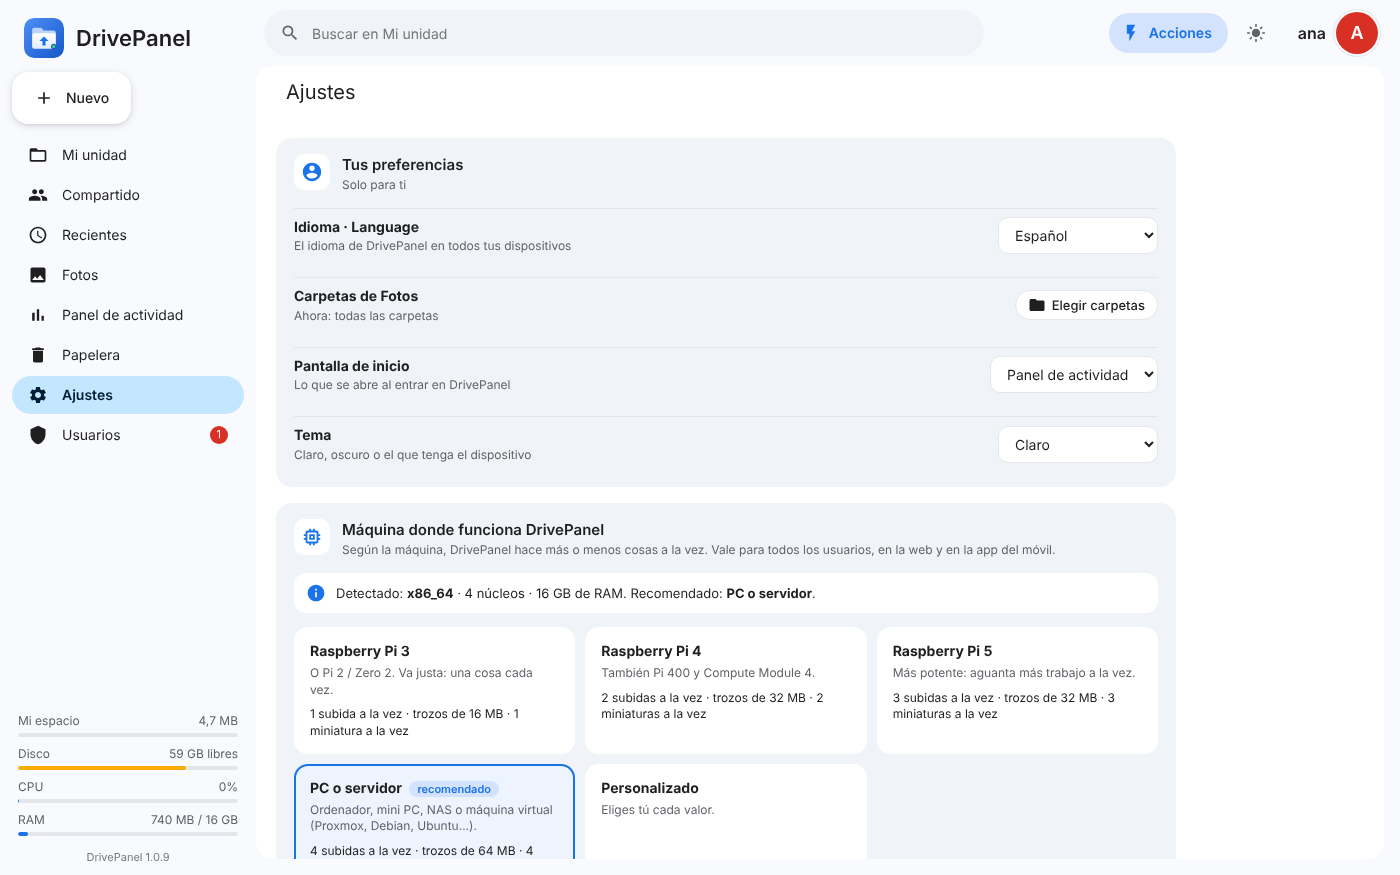 DrivePanel
Buscar en Mi unidad
Acciones
ana
A
Nuevo
Mi unidad
Compartido
Recientes
Fotos
Panel de actividad
Papelera
Ajustes
Usuarios
1
Mi espacio 4,7 MB
Disco 59 GB libres
CPU 0%
RAM 740 MB / 16 GB
DrivePanel 1.0.9
Ajustes
Tus preferencias
Solo para ti
Idioma · Language
El idioma de DrivePanel en todos tus dispositivos
Español
Carpetas de Fotos
Ahora: todas las carpetas
Elegir carpetas
Pantalla de inicio
Lo que se abre al entrar en DrivePanel
Panel de actividad
Tema
Claro, oscuro o el que tenga el dispositivo
Claro
Máquina donde funciona DrivePanel
Según la máquina, DrivePanel hace más o menos cosas a la vez. Vale para todos los usuarios, en la web y en la app del móvil.
Detectado: x86_64 · 4 núcleos · 16 GB de RAM. Recomendado: PC o servidor.
Raspberry Pi 3
O Pi 2 / Zero 2. Va justa: una cosa cada
vez.
1 subida a la vez · trozos de 16 MB · 1
miniatura a la vez
Raspberry Pi 4
También Pi 400 y Compute Module 4.
2 subidas a la vez · trozos de 32 MB · 2
miniaturas a la vez
Raspberry Pi 5
Más potente: aguanta más trabajo a la vez.
3 subidas a la vez · trozos de 32 MB · 3
miniaturas a la vez
PC o servidor recomendado
Ordenador, mini PC, NAS o máquina virtual
(Proxmox, Debian, Ubuntu...).
4 subidas a la vez · trozos de 64 MB · 4
Personalizado
Eliges tú cada valor.